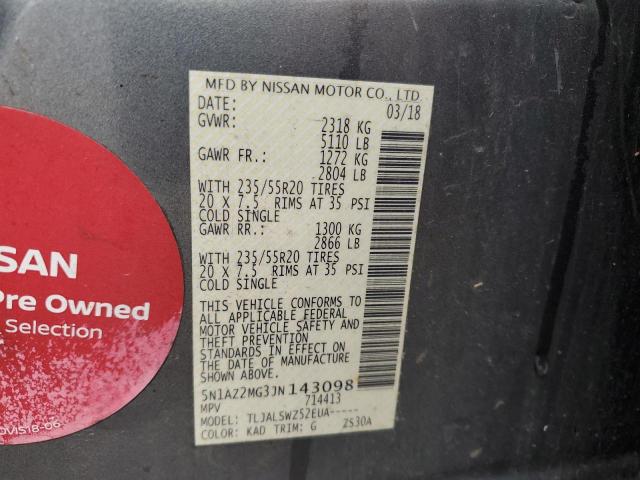 MFD BY NISSAN MOTOR CO., LTD.
DATE: 03/18
GVWR: 2318 KG
5110 LB
GAWR FR.: 1272 KG
2804 LB
WITH 235/55R20 TIRES
20 X 7.5 RIMS AT 35 PSI
COLD SINGLE
GAWR RR.: 1300 KG
2866 LB
WITH 235/55R20 TIRES
20 X 7.5 RIMS AT 35 PSI
COLD SINGLE
THIS VEHICLE CONFORMS TO
ALL APPLICABLE FEDERAL
MOTOR VEHICLE SAFETY AND
THEFT PREVENTION
STANDARDS IN EFFECT ON
THE DATE OF MANUFACTURE
SHOWN ABOVE.
5N1AZ2MG3JN143098
MPV 714413
MODEL: TLJAL5WZ52EUA-----
COLOR: KAD TRIM: G ZS30A
SSAN
Pre Owned
Selection